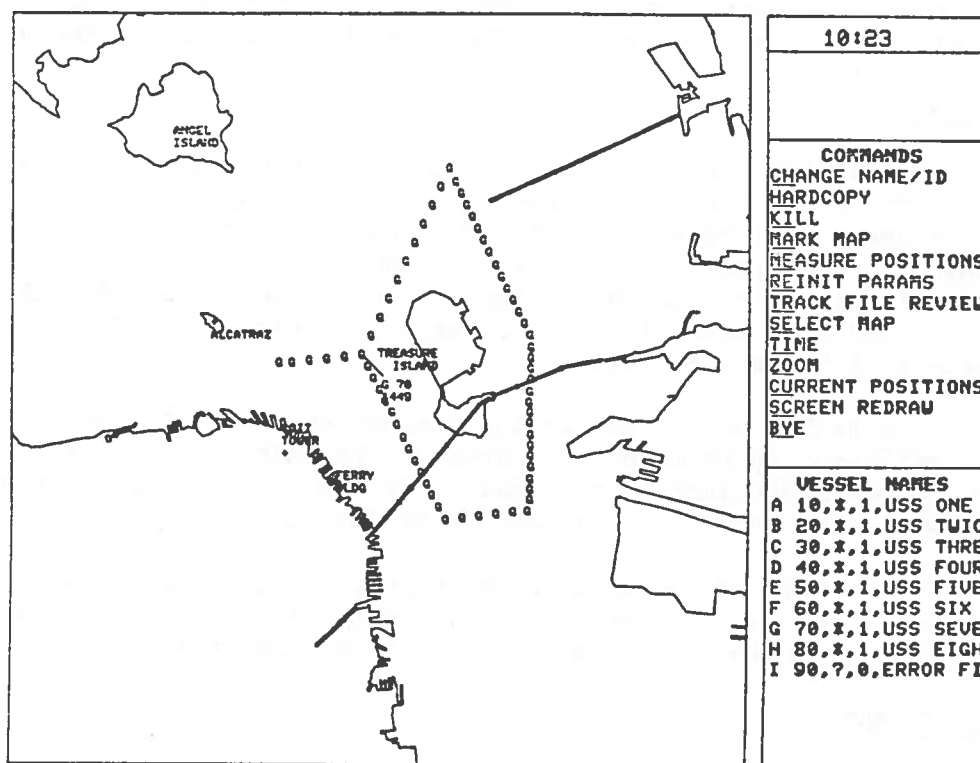 10:23
ANGEL
ISLAND
ALCATRAZ
TREASURE
ISLAND
G 70
449
TOWER
FERRY
COMMANDS
CHANGE NAME/ID
HARDCOPY
KILL
MARK MAP
MEASURE POSITIONS
REINIT PARAMS
TRACK FILE REVIEW
SELECT MAP
TIME
ZOOM
CURRENT POSITIONS
SCREEN REDRAW
BYE
VESSEL NAMES
A 10,*,1,USS ONE
B 20,*,1,USS TWIC
C 30,*,1,USS THRE
D 40,*,1,USS FOUR
E 50,*,1,USS FIVE
F 60,*,1,USS SIX
G 70,*,1,USS SEVE
H 80,*,1,USS EIGH
I 90,?,0,ERROR FI